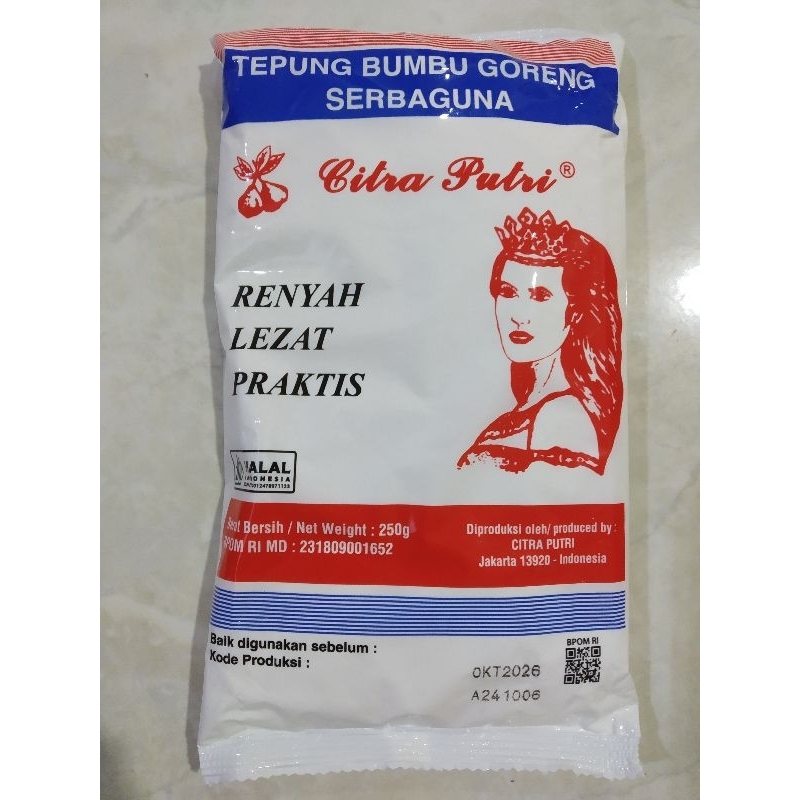 TEPUNG BUMBU GORENG
SERBAGUNA
Citra Putri®
RENYAH
LEZAT
PRAKTIS
HALAL
INDONESIA
Bersih / Net Weight : 250g
BPOM RI MD : 231809001652
Diproduksi oleh/ produced by :
CITRA PUTRI
Jakarta 13920 - Indonesia
Baik digunakan sebelum :
Kode Produksi :
BPOM RI
OKT2026
A241006